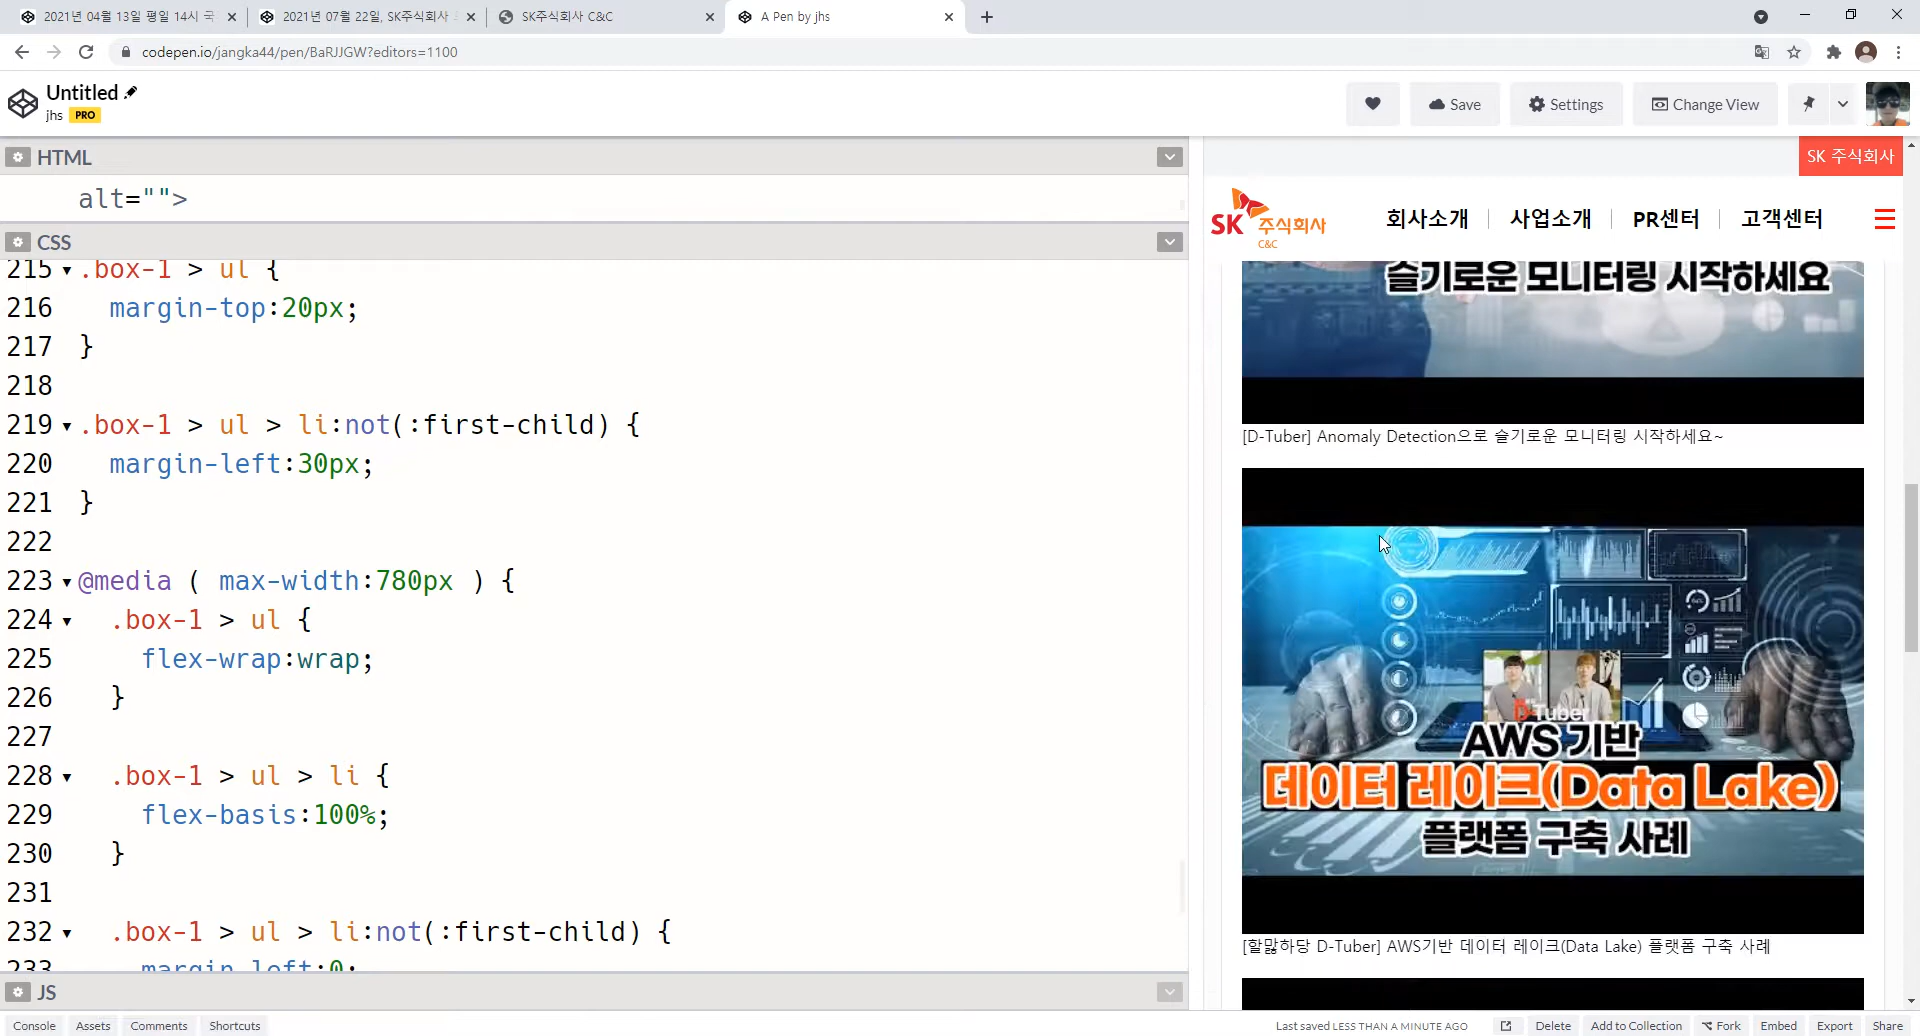 2021년 04월 13일 평일 14시 국
2021년 07월 22일, SK주식회사
SK주식회사 C&C
A Pen by jhs
codepen.io/jangka44/pen/BaRJJGW?editors=1100
Untitled
jhs PRO
Save
Settings
Change View
HTML
alt="">
CSS
215 .box-1 > ul {
216 margin-top:20px;
217 }
218
219 .box-1 > ul > li:not(:first-child) {
220 margin-left:30px;
221 }
222
223 @media ( max-width:780px ) {
224 .box-1 > ul {
225 flex-wrap:wrap;
226 }
227
228 .box-1 > ul > li {
229 flex-basis:100%;
230 }
231
232 .box-1 > ul > li:not(:first-child) {
233 margin-left:0;
JS
SK 주식회사
SK 주식회사
C&C
회사소개
사업소개
PR센터
고객센터
슬기로운 모니터링 시작하세요
[D-Tuber] Anomaly Detection으로 슬기로운 모니터링 시작하세요~
D-Tuber
AWS 기반
데이터 레이크(Data Lake)
플랫폼 구축 사례
[할많하당 D-Tuber] AWS기반 데이터 레이크(Data Lake) 플랫폼 구축 사례
Console
Assets
Comments
Shortcuts
Last saved LESS THAN A MINUTE AGO
Delete
Add to Collection
Fork
Embed
Export
Share